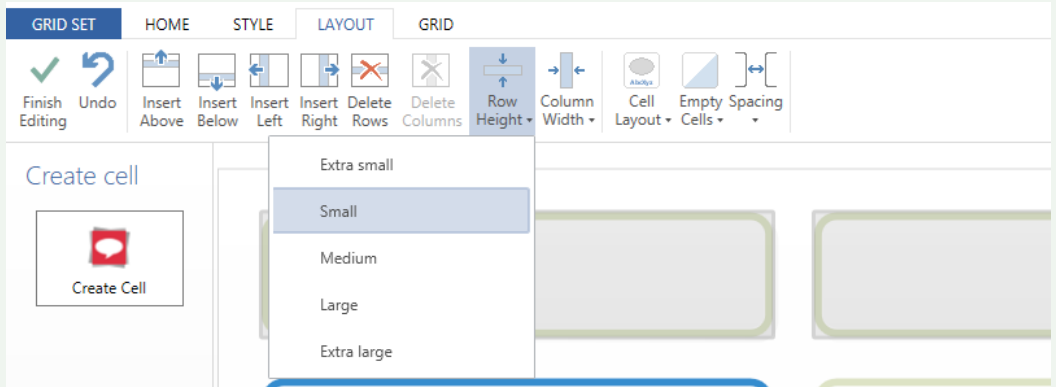 GRID SET HOME STYLE LAYOUT GRID
Finish Editing
Undo
Insert Above
Insert Below
Insert Left
Insert Right
Delete Rows
Delete Columns
Row Height
Column Width
Cell Layout
Empty Cells
Spacing
Create cell
Create Cell
Extra small
Small
Medium
Large
Extra large